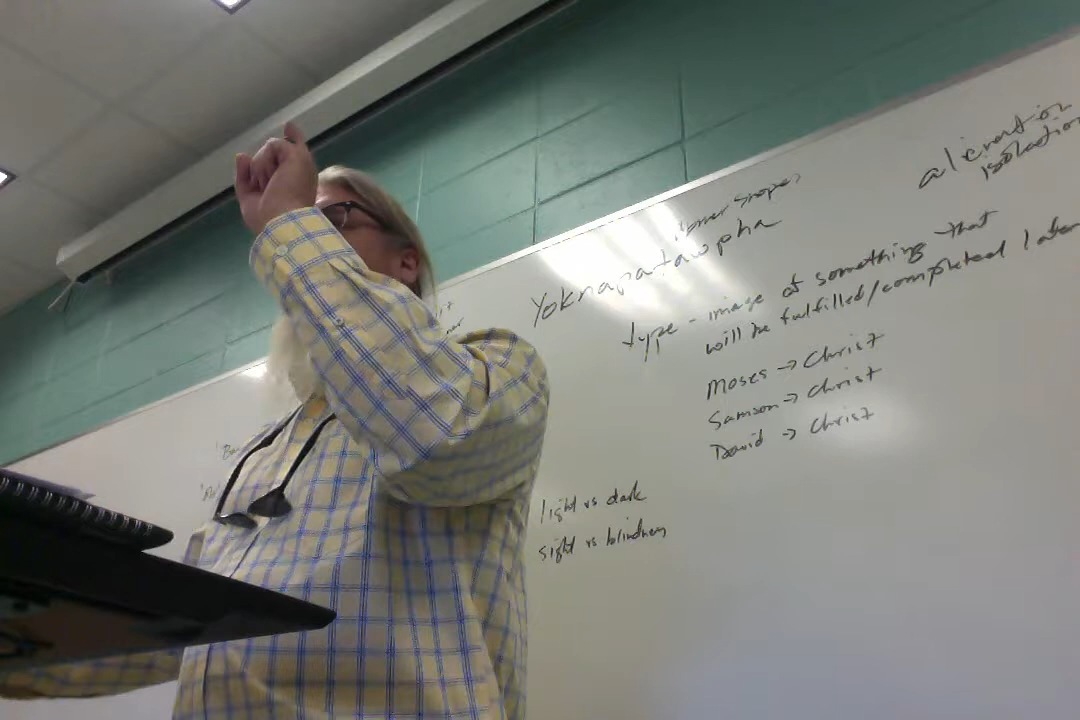 alienation
isolation
Yoknapatawpha
type - image of something that
will be fulfilled/completed later
Moses → Christ
Samson → Christ
David → Christ
light vs dark
sight vs blindness